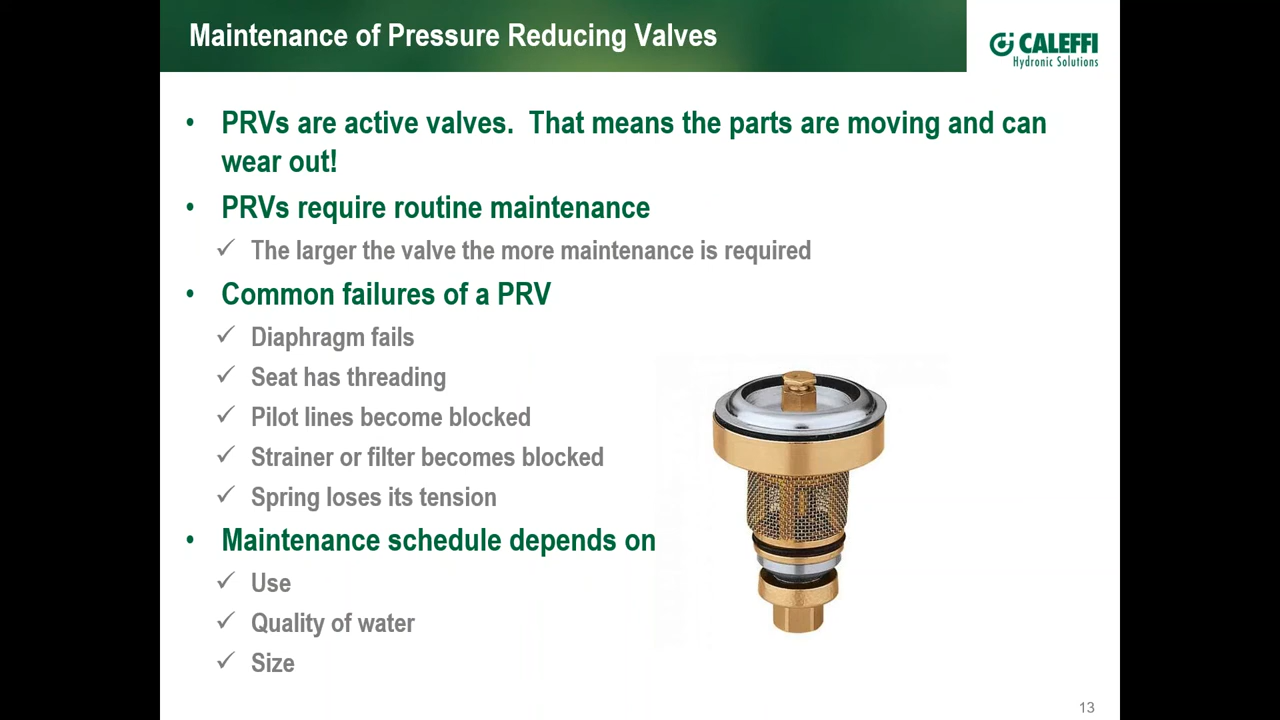 Maintenance of Pressure Reducing Valves
CALEFFI
Hydronic Solutions
• PRVs are active valves.  That means the parts are moving and can
wear out!
• PRVs require routine maintenance
✓ The larger the valve the more maintenance is required
• Common failures of a PRV
✓ Diaphragm fails
✓ Seat has threading
✓ Pilot lines become blocked
✓ Strainer or filter becomes blocked
✓ Spring loses its tension
• Maintenance schedule depends on
✓ Use
✓ Quality of water
✓ Size
13